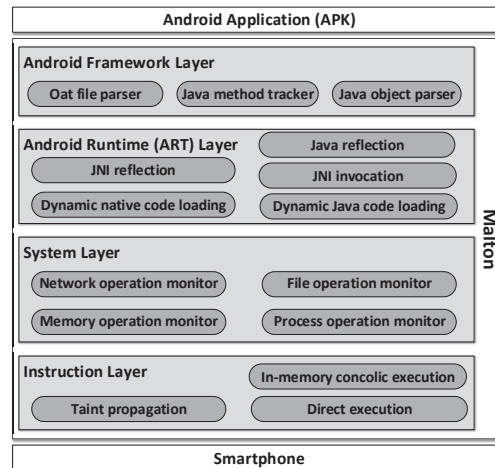 Android Application (APK)
Android Framework Layer
Oat file parser
Java method tracker
Java object parser
Android Runtime (ART) Layer
Java reflection
JNI reflection
JNI invocation
Dynamic native code loading
Dynamic Java code loading
System Layer
Network operation monitor
File operation monitor
Memory operation monitor
Process operation monitor
Instruction Layer
In-memory concolic execution
Taint propagation
Direct execution
Malton
Smartphone